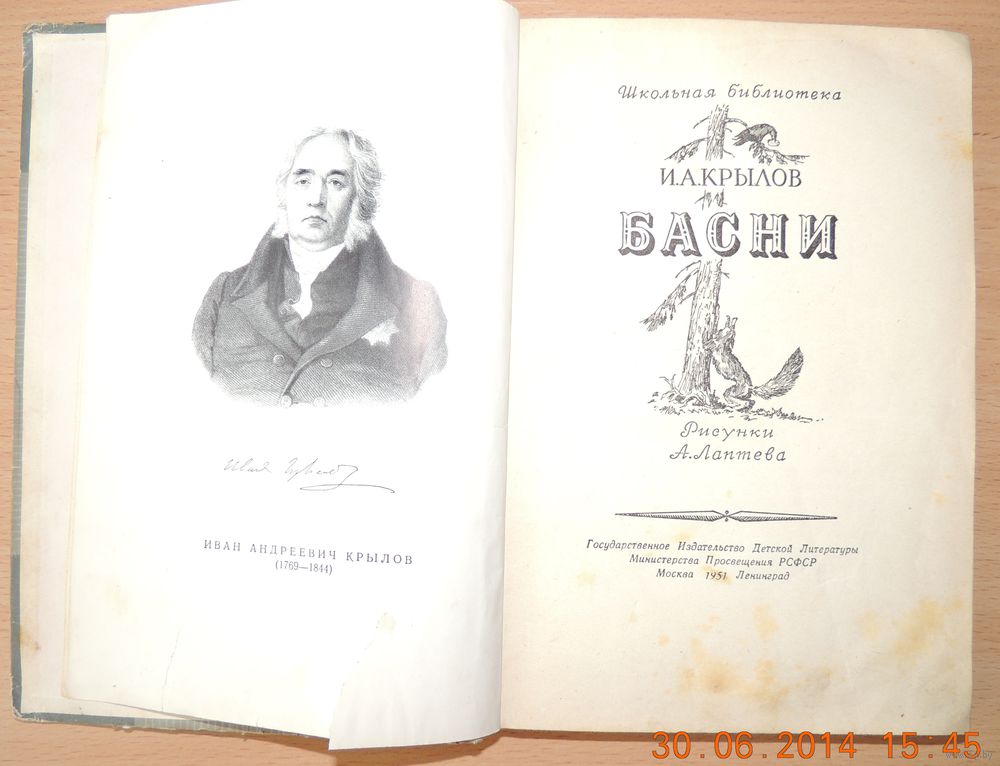 ИВАН АНДРЕЕВИЧ КРЫЛОВ
(1769—1844)
Школьная библиотека
И.А.КРЫЛОВ
БАСНИ
Рисунки
А.Лаптева
Государственное Издательство Детской Литературы
Министерства Просвещения РСФСР
Москва 1951 Ленинград
30.06.2014 15:45